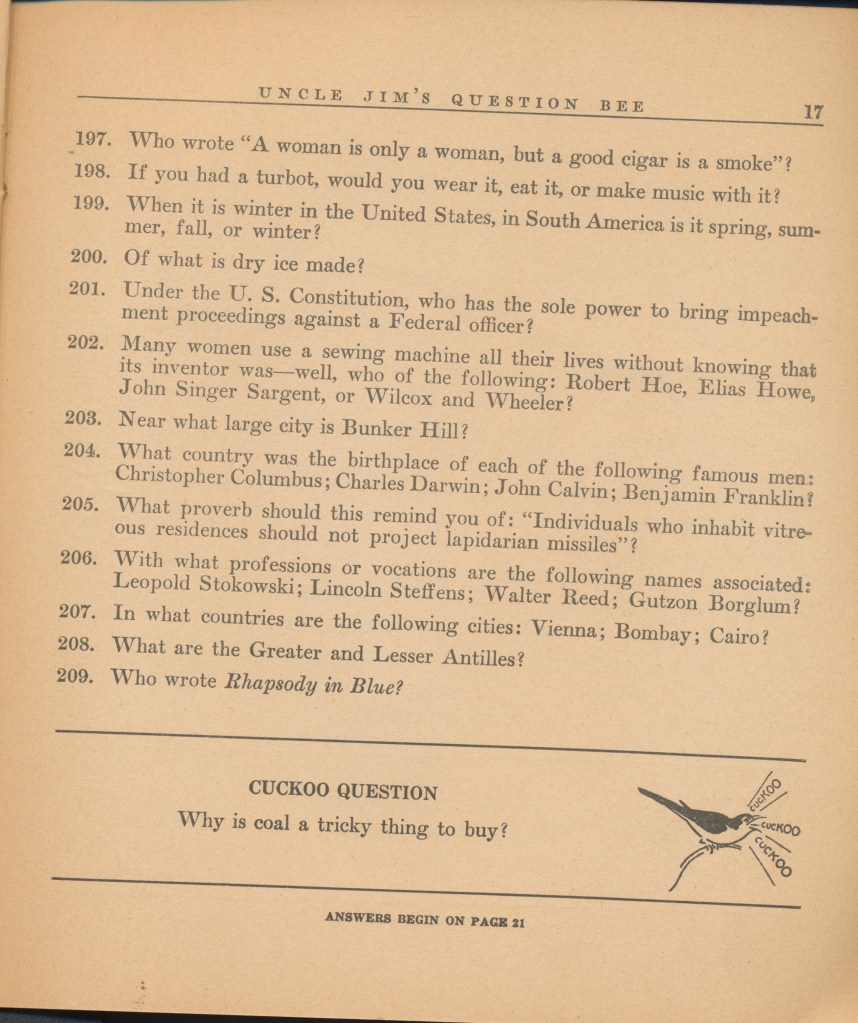 UNCLE JIM'S QUESTION BEE 17
197. Who wrote "A woman is only a woman, but a good cigar is a smoke"?
198. If you had a turbot, would you wear it, eat it, or make music with it?
199. When it is winter in the United States, in South America is it spring, sum-
mer, fall, or winter?
200. Of what is dry ice made?
201. Under the U. S. Constitution, who has the sole power to bring impeach-
ment proceedings against a Federal officer?
202. Many women use a sewing machine all their lives without knowing that
its inventor was—well, who of the following: Robert Hoe, Elias Howe,
John Singer Sargent, or Wilcox and Wheeler?
203. Near what large city is Bunker Hill?
204. What country was the birthplace of each of the following famous men:
Christopher Columbus; Charles Darwin; John Calvin; Benjamin Franklin?
205. What proverb should this remind you of: "Individuals who inhabit vitre-
ous residences should not project lapidarian missiles"?
206. With what professions or vocations are the following names associated:
Leopold Stokowski; Lincoln Steffens; Walter Reed; Gutzon Borglum?
207. In what countries are the following cities: Vienna; Bombay; Cairo?
208. What are the Greater and Lesser Antilles?
209. Who wrote Rhapsody in Blue?
CUCKOO QUESTION
Why is coal a tricky thing to buy?
CUCKOO
CUCKOO
CUCKOO
ANSWERS BEGIN ON PAGE 21